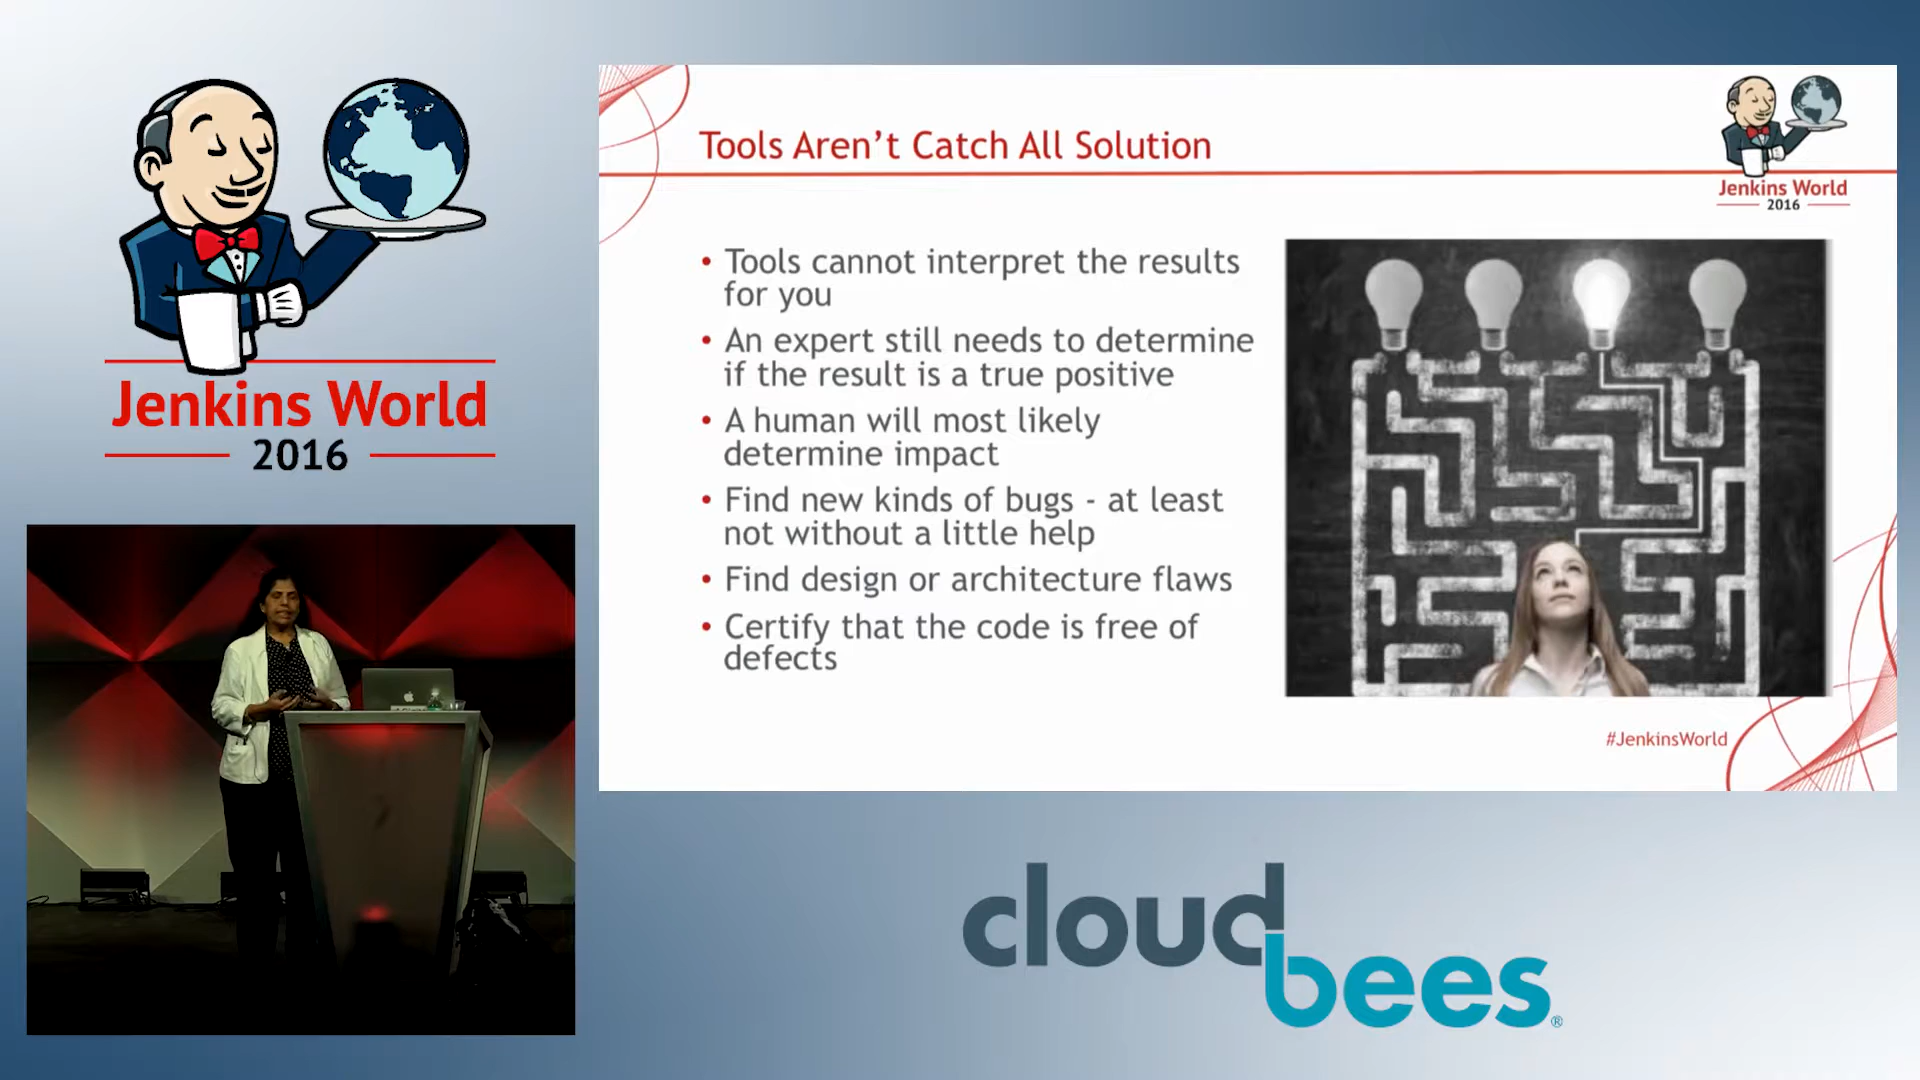 Jenkins World
2016
Tools Aren't Catch All Solution
Jenkins World
2016
• Tools cannot interpret the results
for you
• An expert still needs to determine
if the result is a true positive
• A human will most likely
determine impact
• Find new kinds of bugs - at least
not without a little help
• Find design or architecture flaws
• Certify that the code is free of
defects
#JenkinsWorld
cloud
bees®